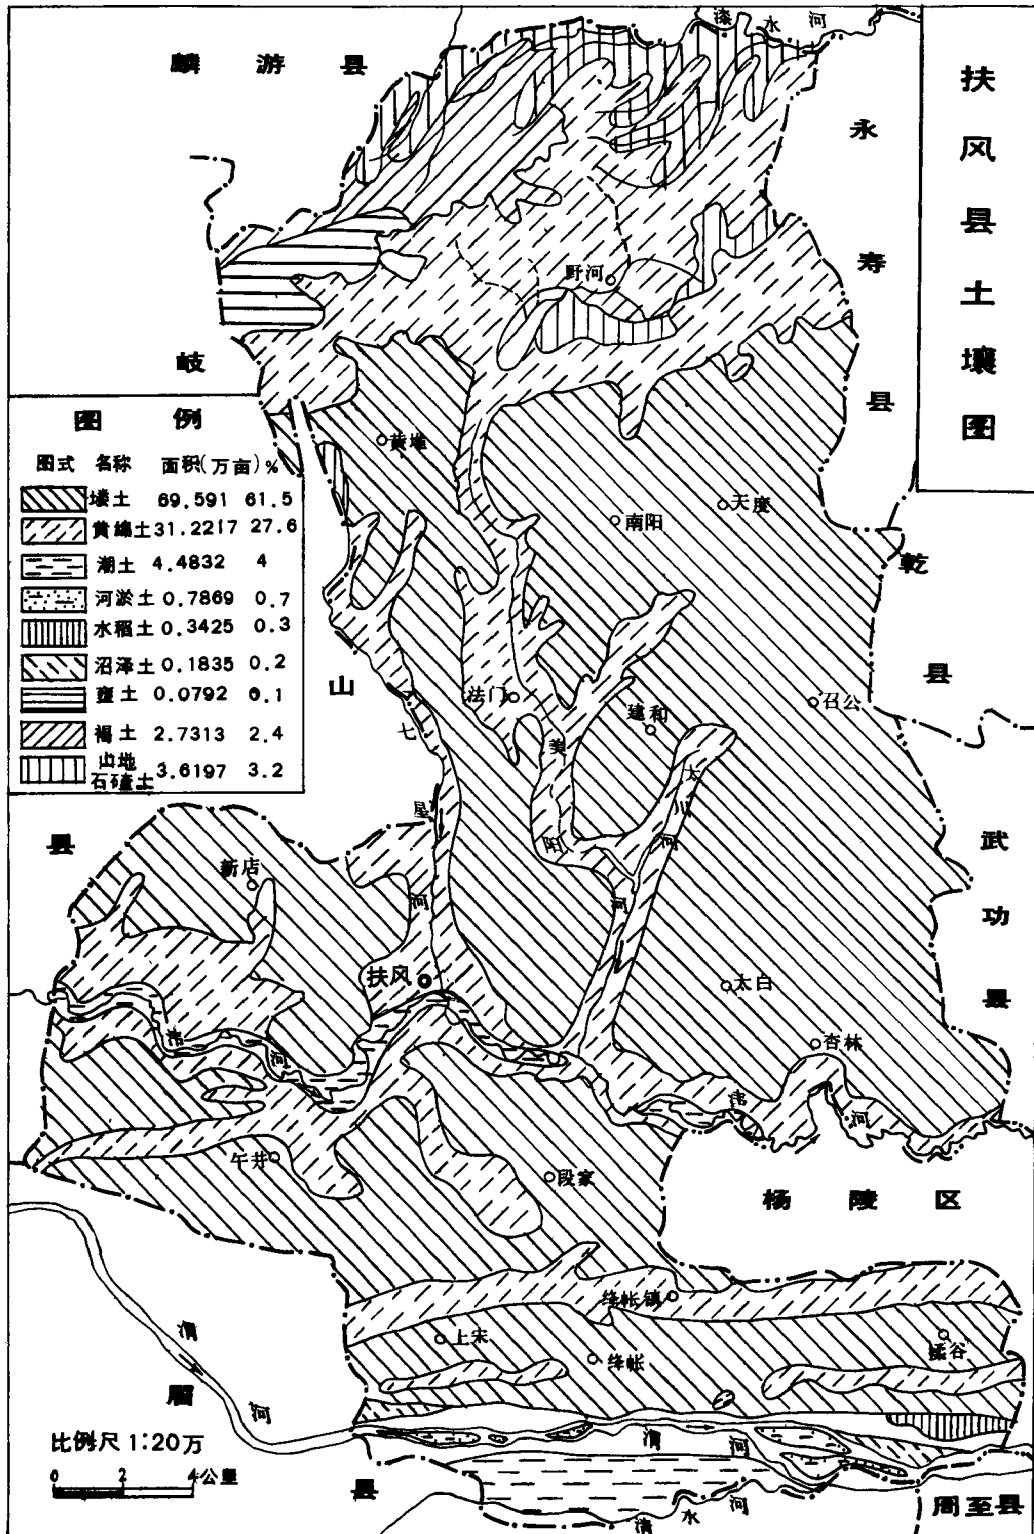 扶风县土壤图
麟游县
漆水河
永寿县
野河
岐
图例
图式 名称 面积(万亩)%
塿土 69.591 61.5
黄绵土 31.2217 27.6
潮土 4.4832 4
河淤土 0.7869 0.7
水稻土 0.3425 0.3
沼泽土 0.1835 0.2
垔土 0.0792 0.1
褐土 2.7313 2.4
山地
石碴土 3.6197 3.2
黄堆
天度
南阳
乾
县
山
法门
召公
建和
七
美
大
川
星
阳
河
河
县
武功县
新店
河
扶风
太白
杏林
沣
河
韦
河
午井
段家
杨陵区
绛帐镇
上宋
绛帐
揉谷
渭
河
眉
县
渭河
清水河
比例尺 1:20万
0 2 4公里
周至县